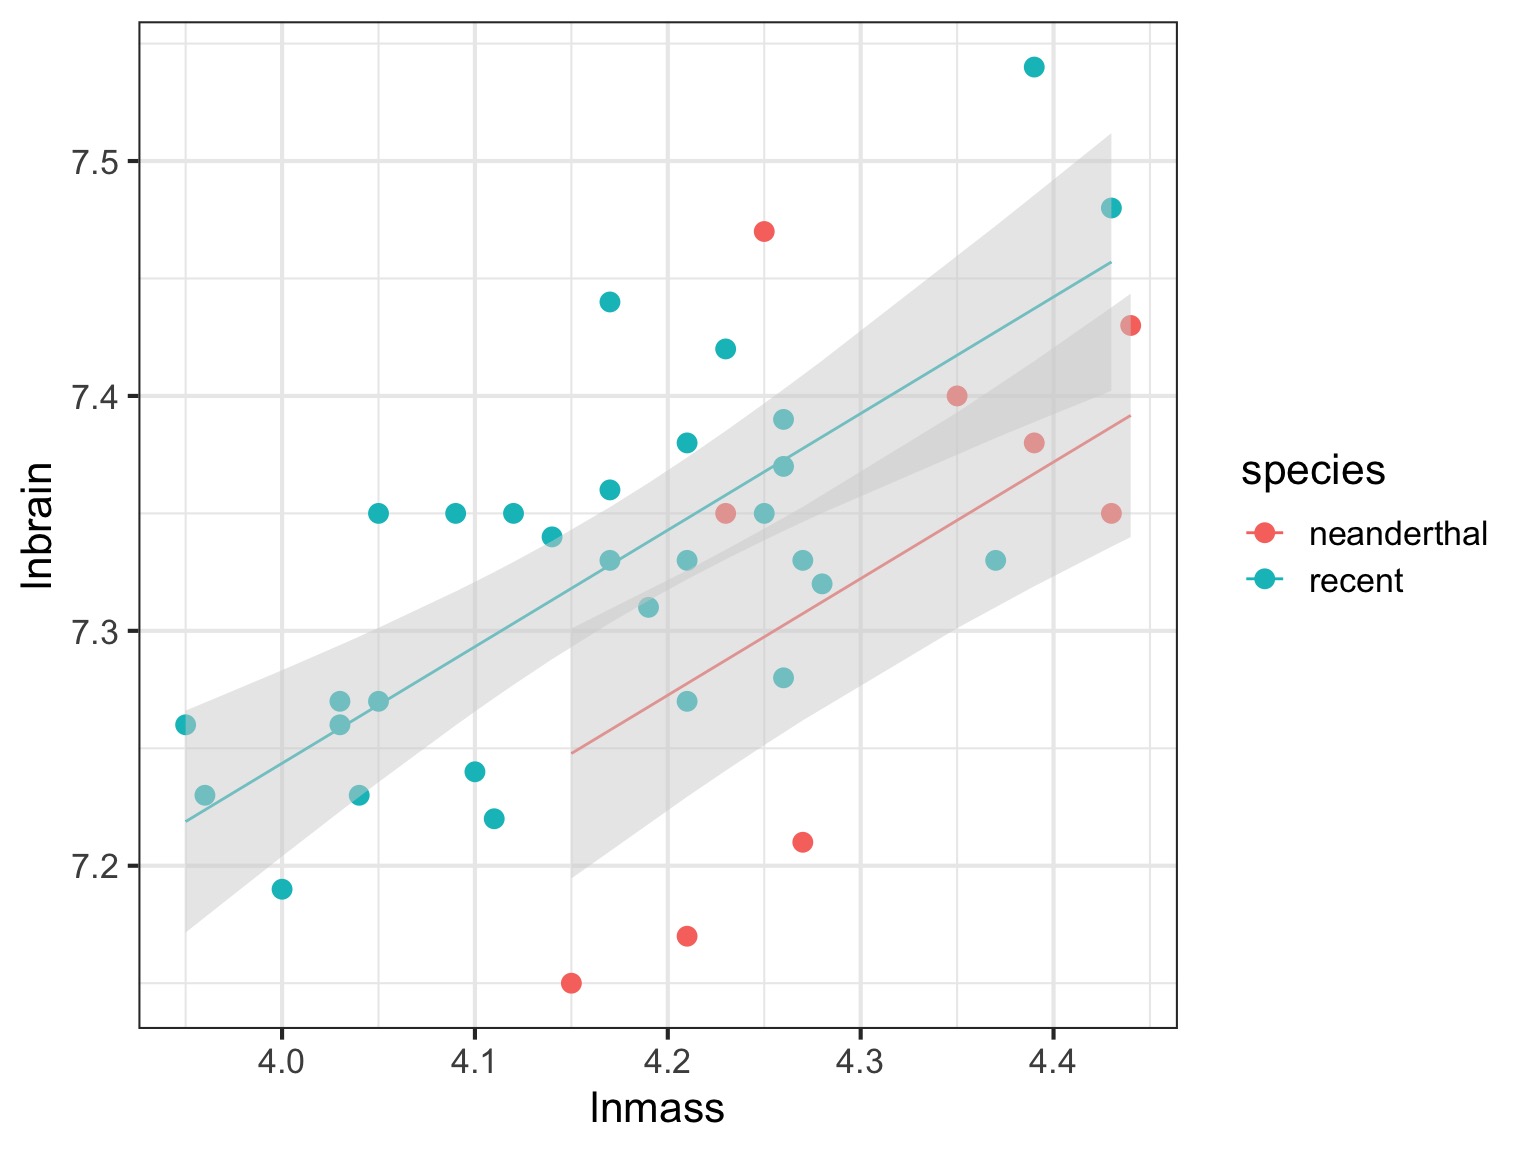 7.5
7.4
7.3
7.2
lnbrain
4.0 4.1 4.2 4.3 4.4
lnmass
species
neanderthal
recent